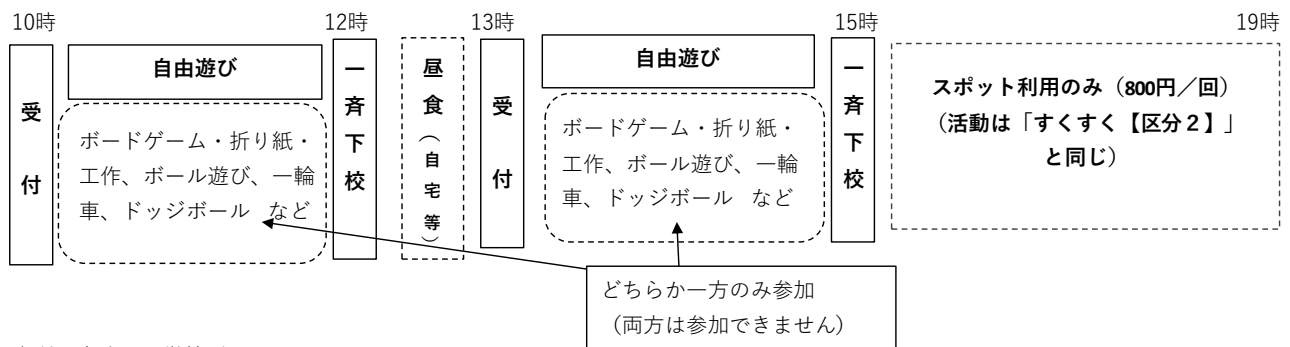 10時
12時
13時
15時
19時
受付
自由遊び
ボードゲーム・折り紙・
工作、ボール遊び、一輪
車、ドッジボール など
一斉下校
昼食（自宅等）
受付
自由遊び
ボードゲーム・折り紙・
工作、ボール遊び、一輪
車、ドッジボール など
一斉下校
スポット利用のみ（800円／回）
（活動は「すくすく【区分２】」
と同じ）
どちらか一方のみ参加
（両方は参加できません）